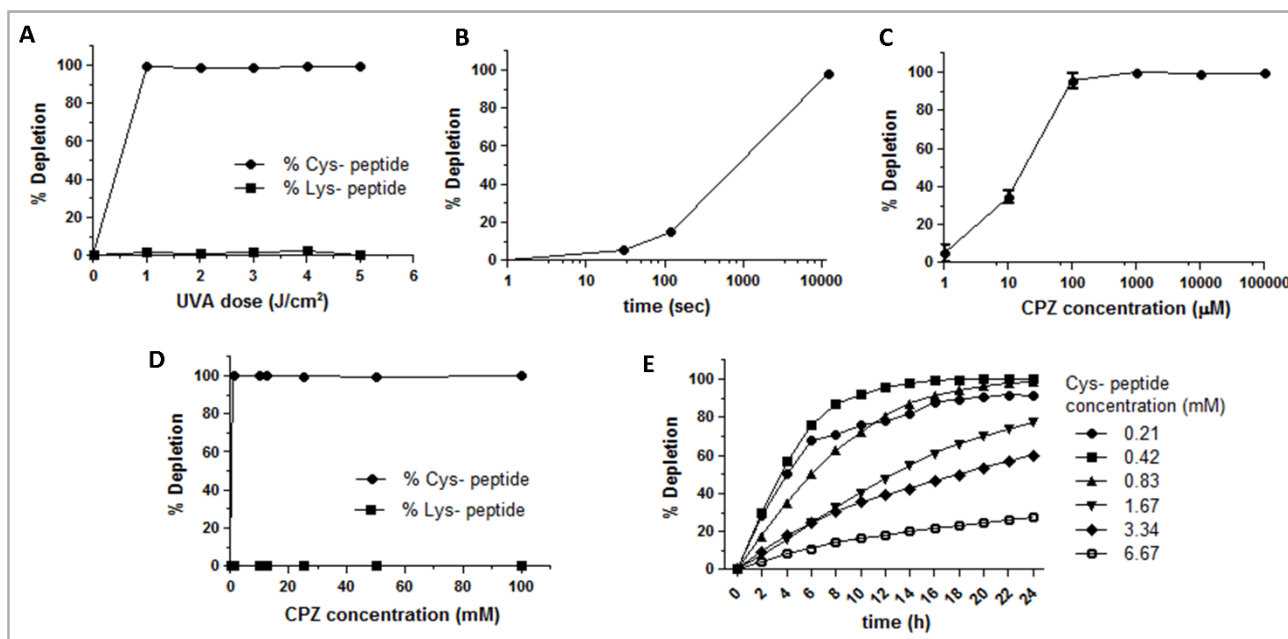 A
% Depletion
100
80
60
40
20
0
0 1 2 3 4 5 6
UVA dose (J/cm²)
% Cys- peptide
% Lys- peptide
B
% Depletion
100
80
60
40
20
0
1 10 100 1000 10000
time (sec)
C
% Depletion
100
80
60
40
20
0
1 10 100 1000 10000 100000
CPZ concentration (µM)
D
% Depletion
100
80
60
40
20
0
0 20 40 60 80 100
CPZ concentration (mM)
% Cys- peptide
% Lys- peptide
E
% Depletion
100
80
60
40
20
0
0 2 4 6 8 10 12 14 16 18 20 22 24
time (h)
Cys- peptide
concentration (mM)
0.21
0.42
0.83
1.67
3.34
6.67